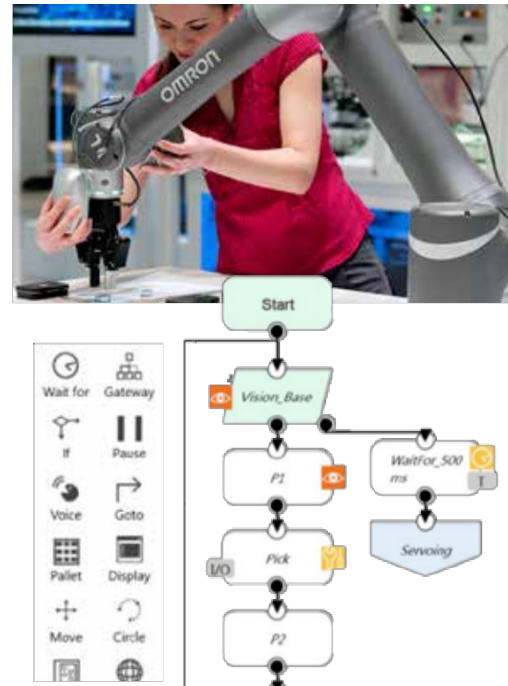 OMRON
Start
Wait for
Gateway
Vision_Base
If
Pause
P1
WaitFor_500
ms
T
Voice
Goto
I/O
Pick
Servoing
Pallet
Display
Move
Circle
P2